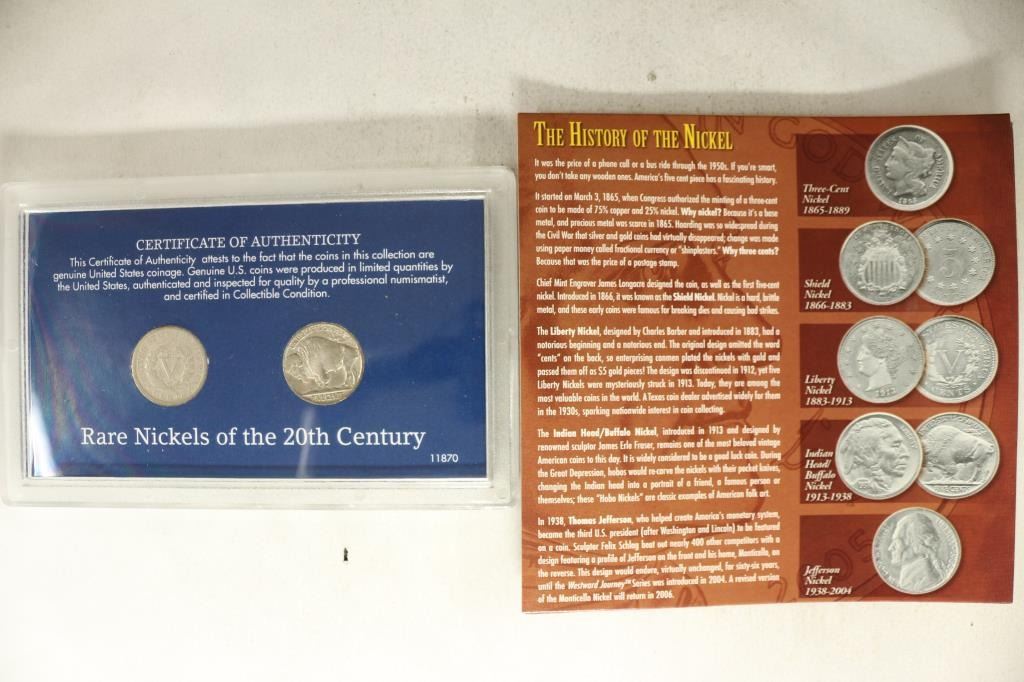 CERTIFICATE OF AUTHENTICITY
This Certificate of Authenticity attests to the fact that the coins in this collection are
genuine United States coinage. Genuine U.S. coins were produced in limited quantities by
the United States, authenticated and inspected for quality by a professional numismatist,
and certified in Collectible Condition.
V
Rare Nickels of the 20th Century
11870
THE HISTORY OF THE NICKEL
It was the price of a phone call or a bus ride through the 1950s. If you're smart,
you don't take any wooden ones. America's five cent piece has a fascinating history.
It started on March 3, 1865, when Congress authorized the minting of a three-cent
coin to be made of 75% copper and 25% nickel. Why nickel? Because it's a base
metal, and precious metal was scarce in 1865. Hoarding was so widespread during
the Civil War that silver and gold coins had virtually disappeared; change was made
using paper money called fractional currency or "shinplasters." Why three cents?
Because that was the price of a postage stamp.
Chief Mint Engraver James Longacre designed the coin, as well as the first five-cent
nickel. Introduced in 1866, it was known as the Shield Nickel. Nickel is a hard, brittle
metal, and these early coins were famous for breaking dies and causing bad strikes.
The Liberty Nickel, designed by Charles Barber and introduced in 1883, had a
notorious beginning and a notorious end. The original design omitted the word
"cents" on the back, so enterprising conmen plated the nickels with gold and
passed them off as $5 gold pieces! The design was discontinued in 1912, yet five
Liberty Nickels were mysteriously struck in 1913. Today, they are among the
most valuable coins in the world. A Texas coin dealer advertised widely for them
in the 1930s, sparking nationwide interest in coin collecting.
The Indian Head/Buffalo Nickel, introduced in 1913 and designed by
renowned sculptor James Erle Fraser, remains one of the most beloved vintage
American coins to this day. It is widely considered to be a good luck coin. During
the Great Depression, hobos would re-carve the nickels with their pocket knives,
changing the Indian head into a portrait of a friend, a famous person or
themselves; these "Hobo Nickels" are classic examples of American folk art.
In 1938, Thomas Jefferson, who helped create America's monetary system,
became the third U.S. president (after Washington and Lincoln) to be featured
on a coin. Sculptor Felix Schlag beat out nearly 400 other competitors with a
design featuring a profile of Jefferson on the front and his home, Monticello, on
the reverse. This design would endure, virtually unchanged, for sixty-six years,
until the Westward Journey™ Series was introduced in 2004. A revised version
of the Monticello Nickel will return in 2006.
Three-Cent
Nickel
1865-1889
Shield
Nickel
1866-1883
5
Liberty
Nickel
1883-1913
V
Indian
Head/
Buffalo
Nickel
1913-1938
Jefferson
Nickel
1938-2004